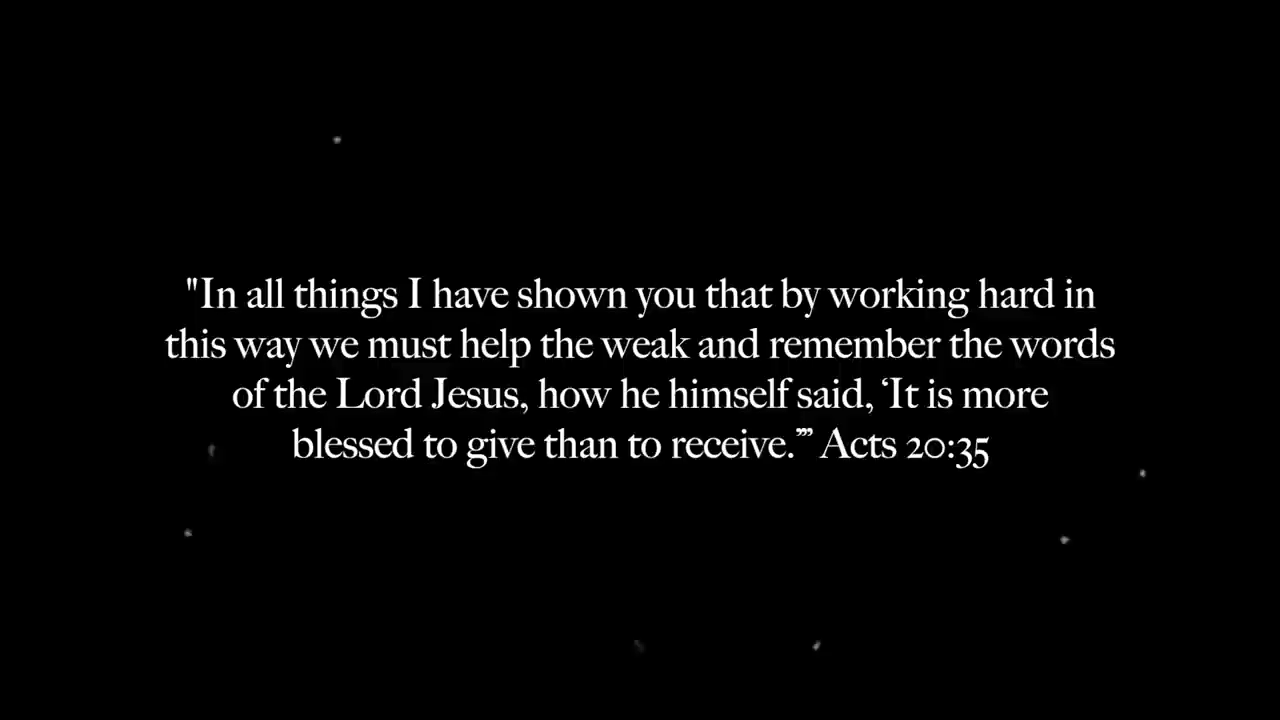 "In all things I have shown you that by working hard in
this way we must help the weak and remember the words
of the Lord Jesus, how he himself said, ‘It is more
blessed to give than to receive.’” Acts 20:35